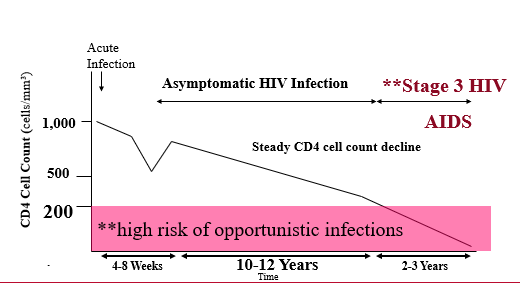 Acute
Infection
Asymptomatic HIV Infection
**Stage 3 HIV
AIDS
CD4 Cell Count (cells/mm³)
1,000
Steady CD4 cell count decline
500
200
**high risk of opportunistic infections
4-8 Weeks
10-12 Years
2-3 Years
Time